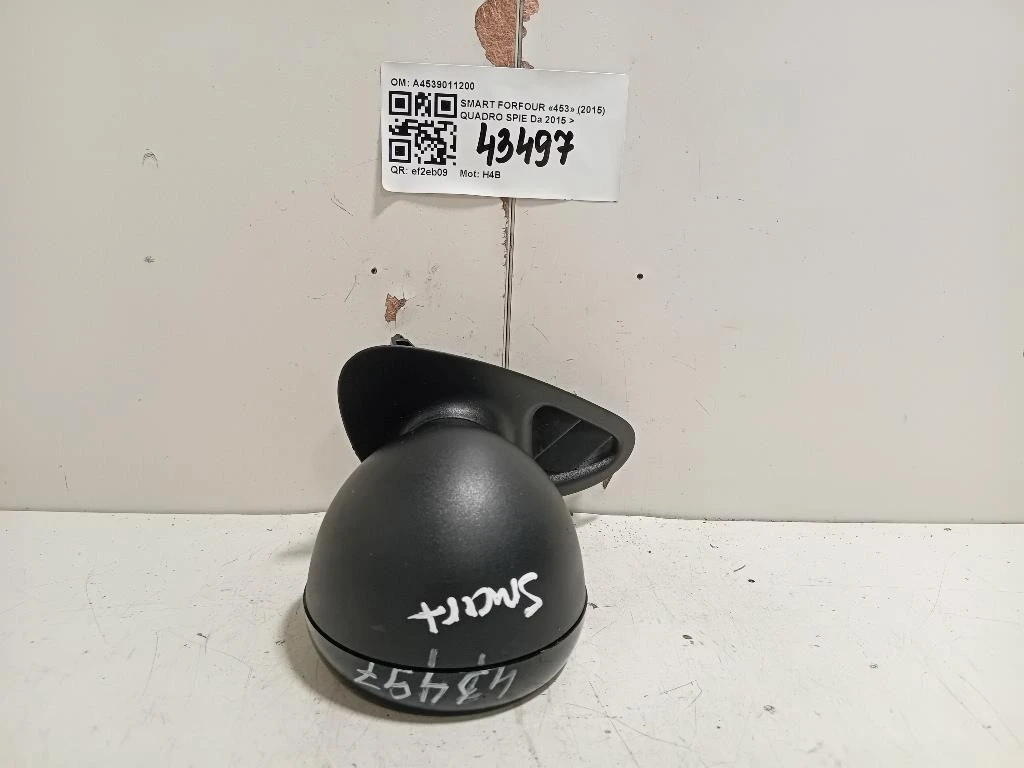 OM: A4539011200
SMART FORFOUR «453» (2015)
QUADRO SPIE Da 2015 >
43497
QR: ef2eb09 Mot: H4B
Smart
43497